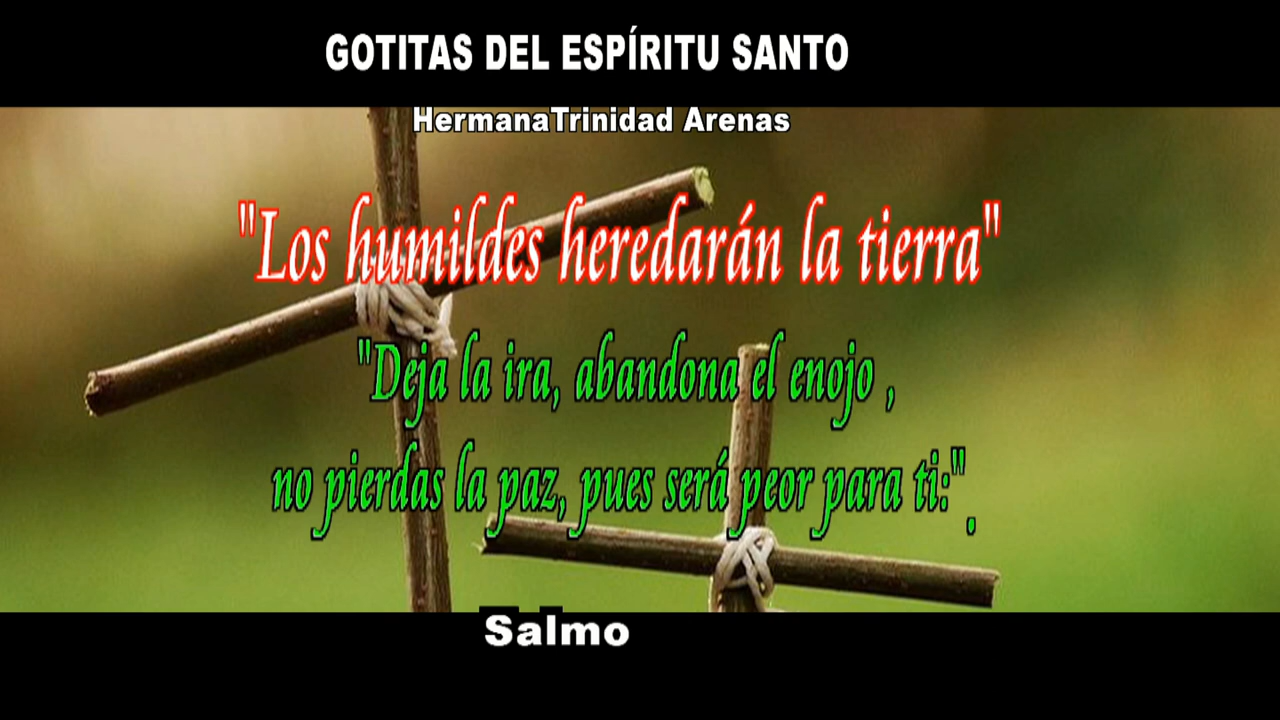 GOTITAS DEL ESPÍRITU SANTO
HermanaTrinidad Arenas
"Los humildes heredarán la tierra"
"Deja la ira, abandona el enojo ,
no pierdas la paz, pues será peor para ti:".
Salmo